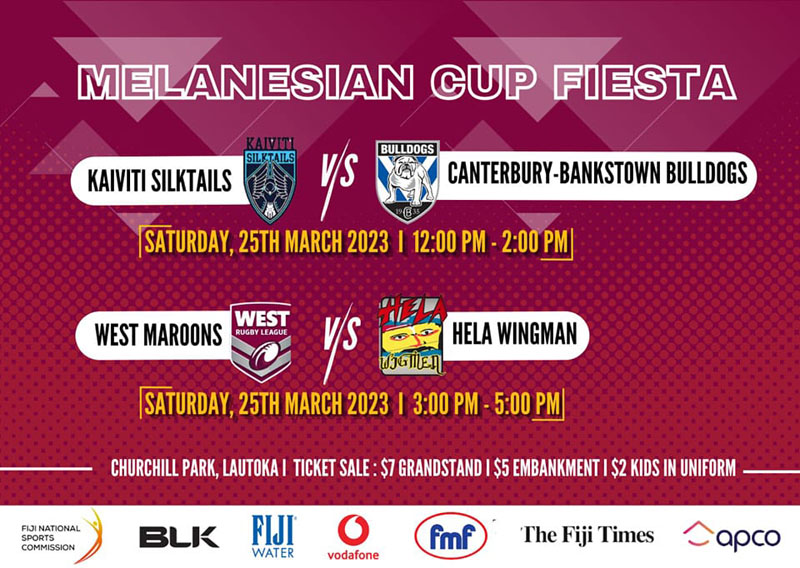 MELANESIAN CUP FIESTA
KAIVITI SILKTAILS
KAIVITI
SILKTAILS
V/S
BULLDOGS
1935
CANTERBURY-BANKSTOWN BULLDOGS
SATURDAY, 25TH MARCH 2023 I 12:00 PM - 2:00 PM
WEST MAROONS
WEST
RUGBY LEAGUE
V/S
HELA
WIGMEN
HELA WINGMAN
SATURDAY, 25TH MARCH 2023 I 3:00 PM - 5:00 PM
CHURCHILL PARK, LAUTOKA I TICKET SALE : $7 GRANDSTAND I $5 EMBANKMENT I $2 KIDS IN UNIFORM
FIJI NATIONAL
SPORTS
COMMISSION
BLK
FIJI
WATER
vodafone
fmf
The Fiji Times
apco